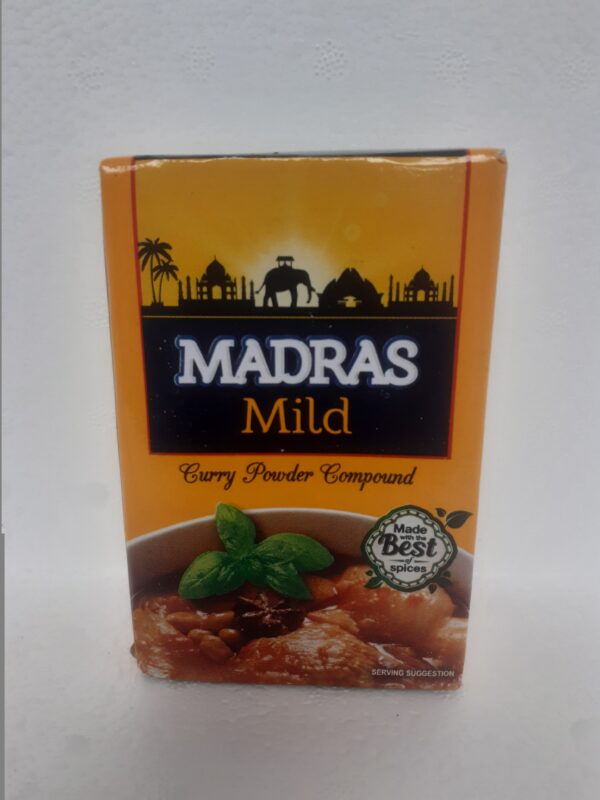 MADRAS
Mild
Curry Powder Compound
Made
with the
Best
of
spices
SERVING SUGGESTION